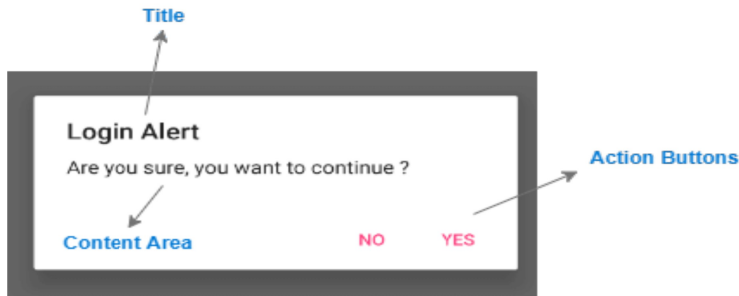 Title
Login Alert
Are you sure, you want to continue ?
Action Buttons
Content Area
NO YES